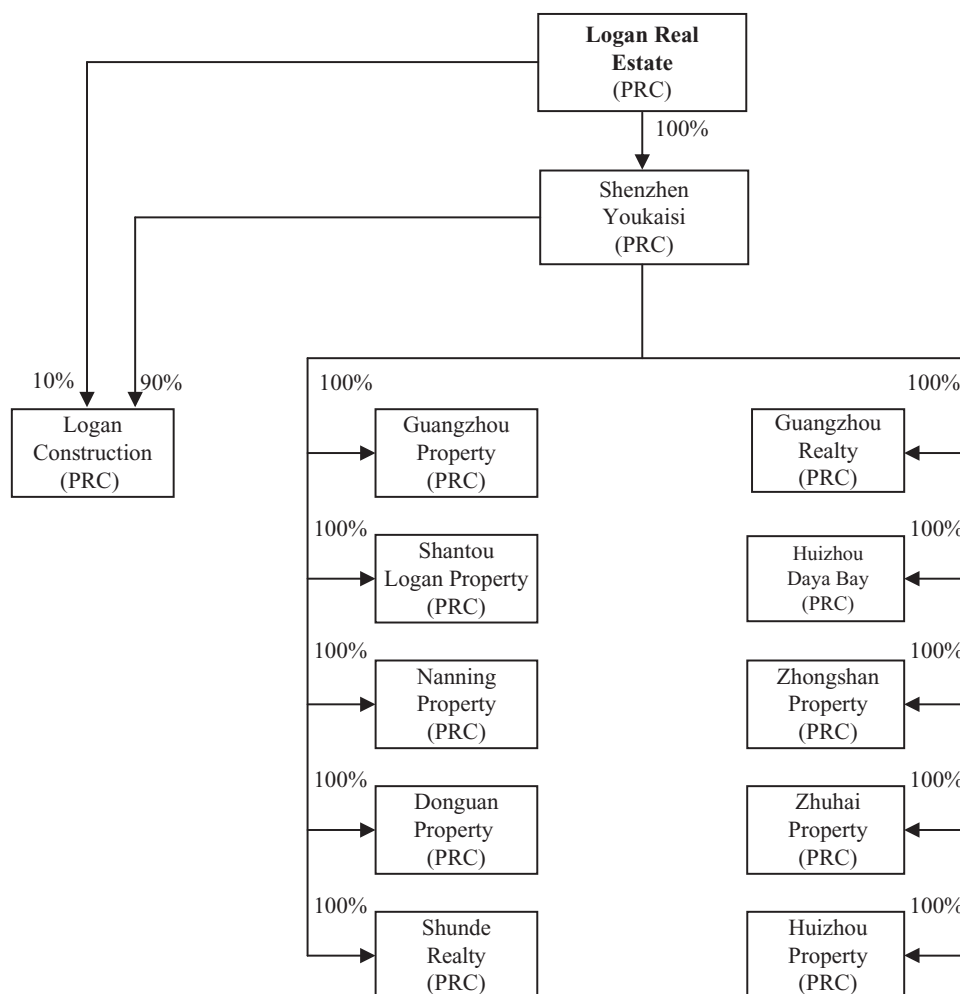 Logan Real
Estate
(PRC)
100%
Shenzhen
Youkaisi
(PRC)
10%
90%
Logan
Construction
(PRC)
100%
Guangzhou
Property
(PRC)
100%
Guangzhou
Realty
(PRC)
100%
Shantou
Logan Property
(PRC)
100%
Huizhou
Daya Bay
(PRC)
100%
Nanning
Property
(PRC)
100%
Zhongshan
Property
(PRC)
100%
Donguan
Property
(PRC)
100%
Zhuhai
Property
(PRC)
100%
Shunde
Realty
(PRC)
100%
Huizhou
Property
(PRC)